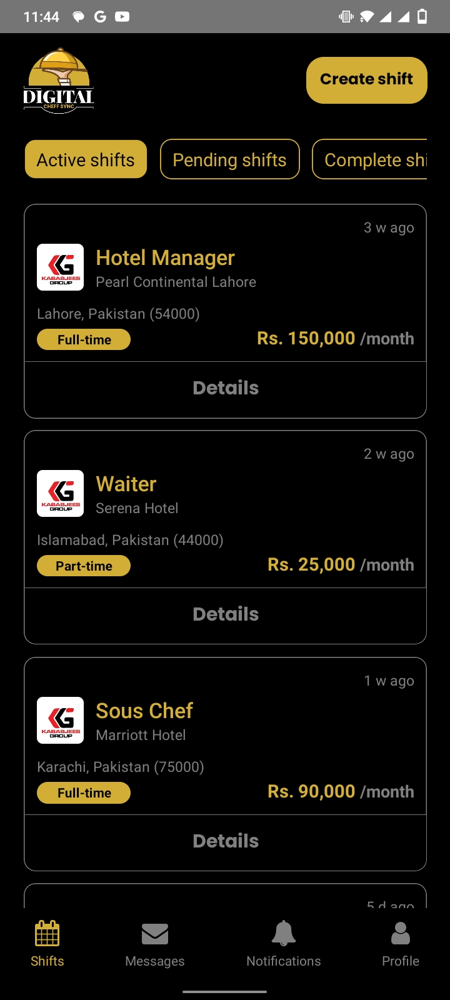 11:44
DIGITAL
CHEFF SYNC
Create shift
Active shifts
Pending shifts
Complete shi
3 w ago
KABABJEES
GROUP
Hotel Manager
Pearl Continental Lahore
Lahore, Pakistan (54000)
Full-time
Rs. 150,000 /month
Details
2 w ago
KABABJEES
GROUP
Waiter
Serena Hotel
Islamabad, Pakistan (44000)
Part-time
Rs. 25,000 /month
Details
1 w ago
KABABJEES
GROUP
Sous Chef
Marriott Hotel
Karachi, Pakistan (75000)
Full-time
Rs. 90,000 /month
Details
5 d ago
Shifts
Messages
Notifications
Profile